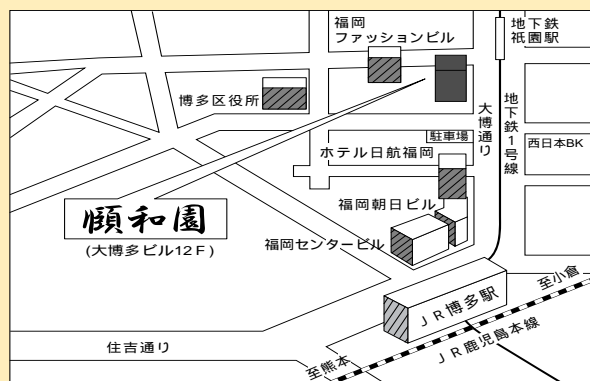 福岡
ファッションビル
地下鉄
祇園駅
博多区役所
大博通り
地下鉄1号線
駐車場
西日本BK
ホテル日航福岡
福岡朝日ビル
頤和園
(大博多ビル12F)
福岡センタービル
JR博多駅
至小倉
住吉通り
至熊本
JR鹿児島本線